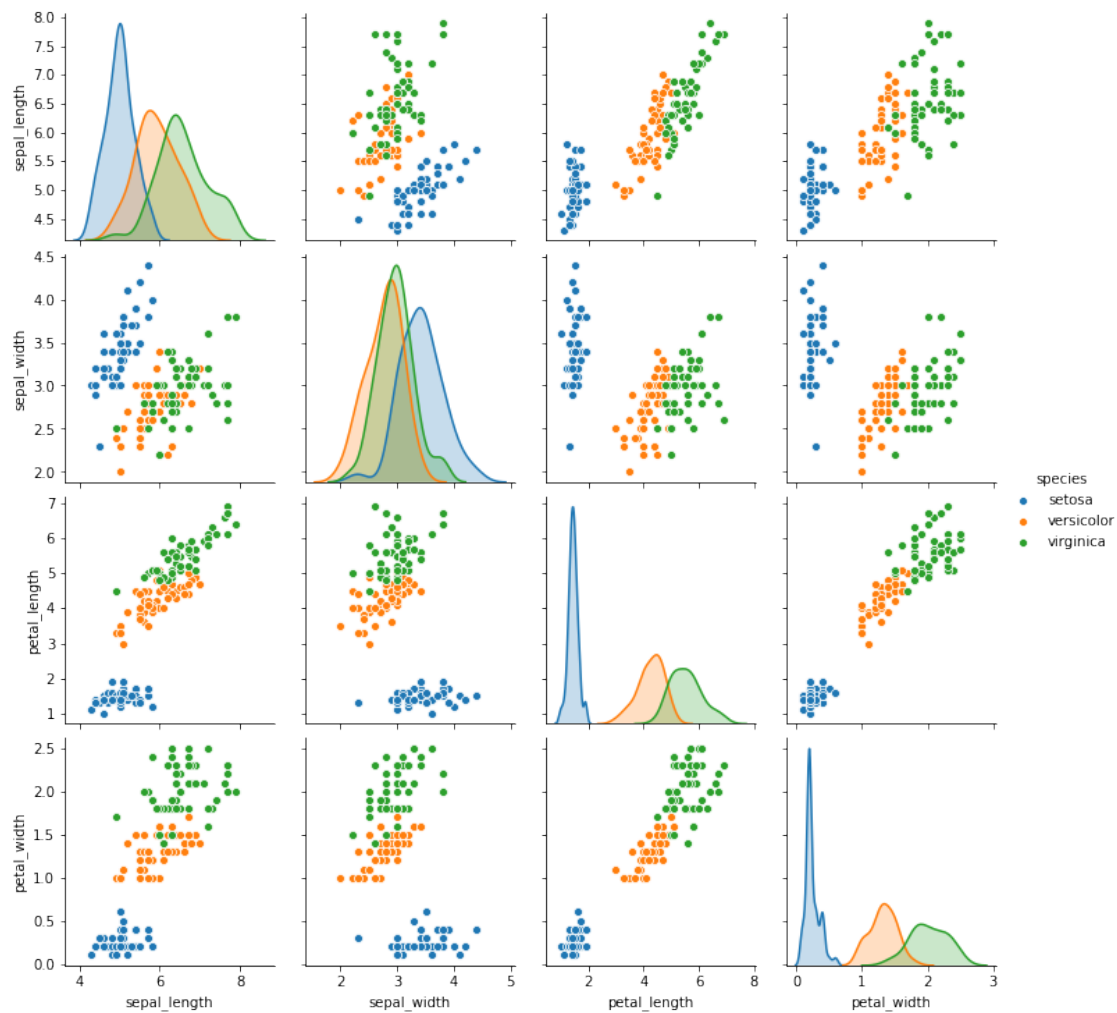 8.0
7.5
7.0
6.5
6.0
5.5
5.0
4.5
sepal_length
4.5
4.0
3.5
3.0
2.5
2.0
sepal_width
species
setosa
versicolor
virginica
7
6
5
4
3
2
1
petal_length
2.5
2.0
1.5
1.0
0.5
0.0
petal_width
4 6 8
2 3 4 5
2 4 6 8
0 1 2 3
sepal_length
sepal_width
petal_length
petal_width